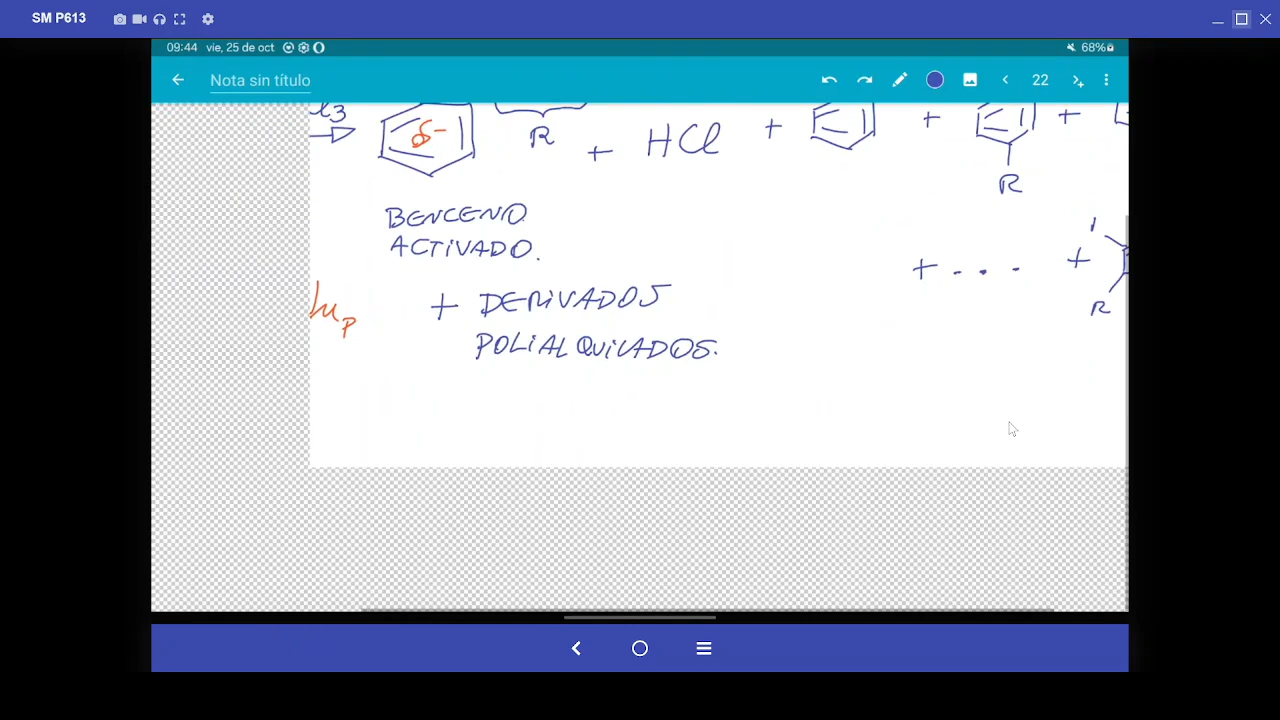 SM P613
09:44 vie, 25 de oct 68%
Nota sin título 22
δ- R + HCl + + +
R
BENCENO
ACTIVADO.
+ ... +
R
+ DERIVADOS
POLIALQUILADOS.